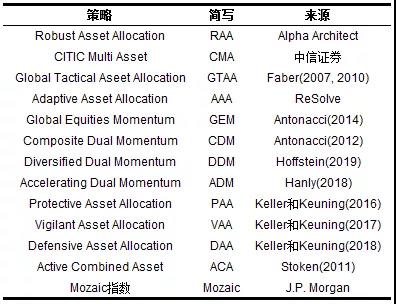 策略 简写 来源
Robust Asset Allocation RAA Alpha Architect
CITIC Multi Asset CMA 中信证券
Global Tactical Aseet Allocation GTAA Faber(2007, 2010)
Adaptive Asset Allocation AAA ReSolve
Global Equities Momentum GEM Antonacci(2014)
Composite Dual Momentum CDM Antonacci(2012)
Diversified Dual Momentum DDM Hoffstein(2019)
Accelerating Dual Momentum ADM Hanly(2018)
Protective Asset Allocation PAA Keller和Keuning(2016)
Vigilant Asset Allocation VAA Keller和Keuning(2017)
Defensive Asset Allocation DAA Keller和Keuning(2018)
Active Combined Asset ACA Stoken(2011)
Mozaic指数 Mozaic J.P. Morgan